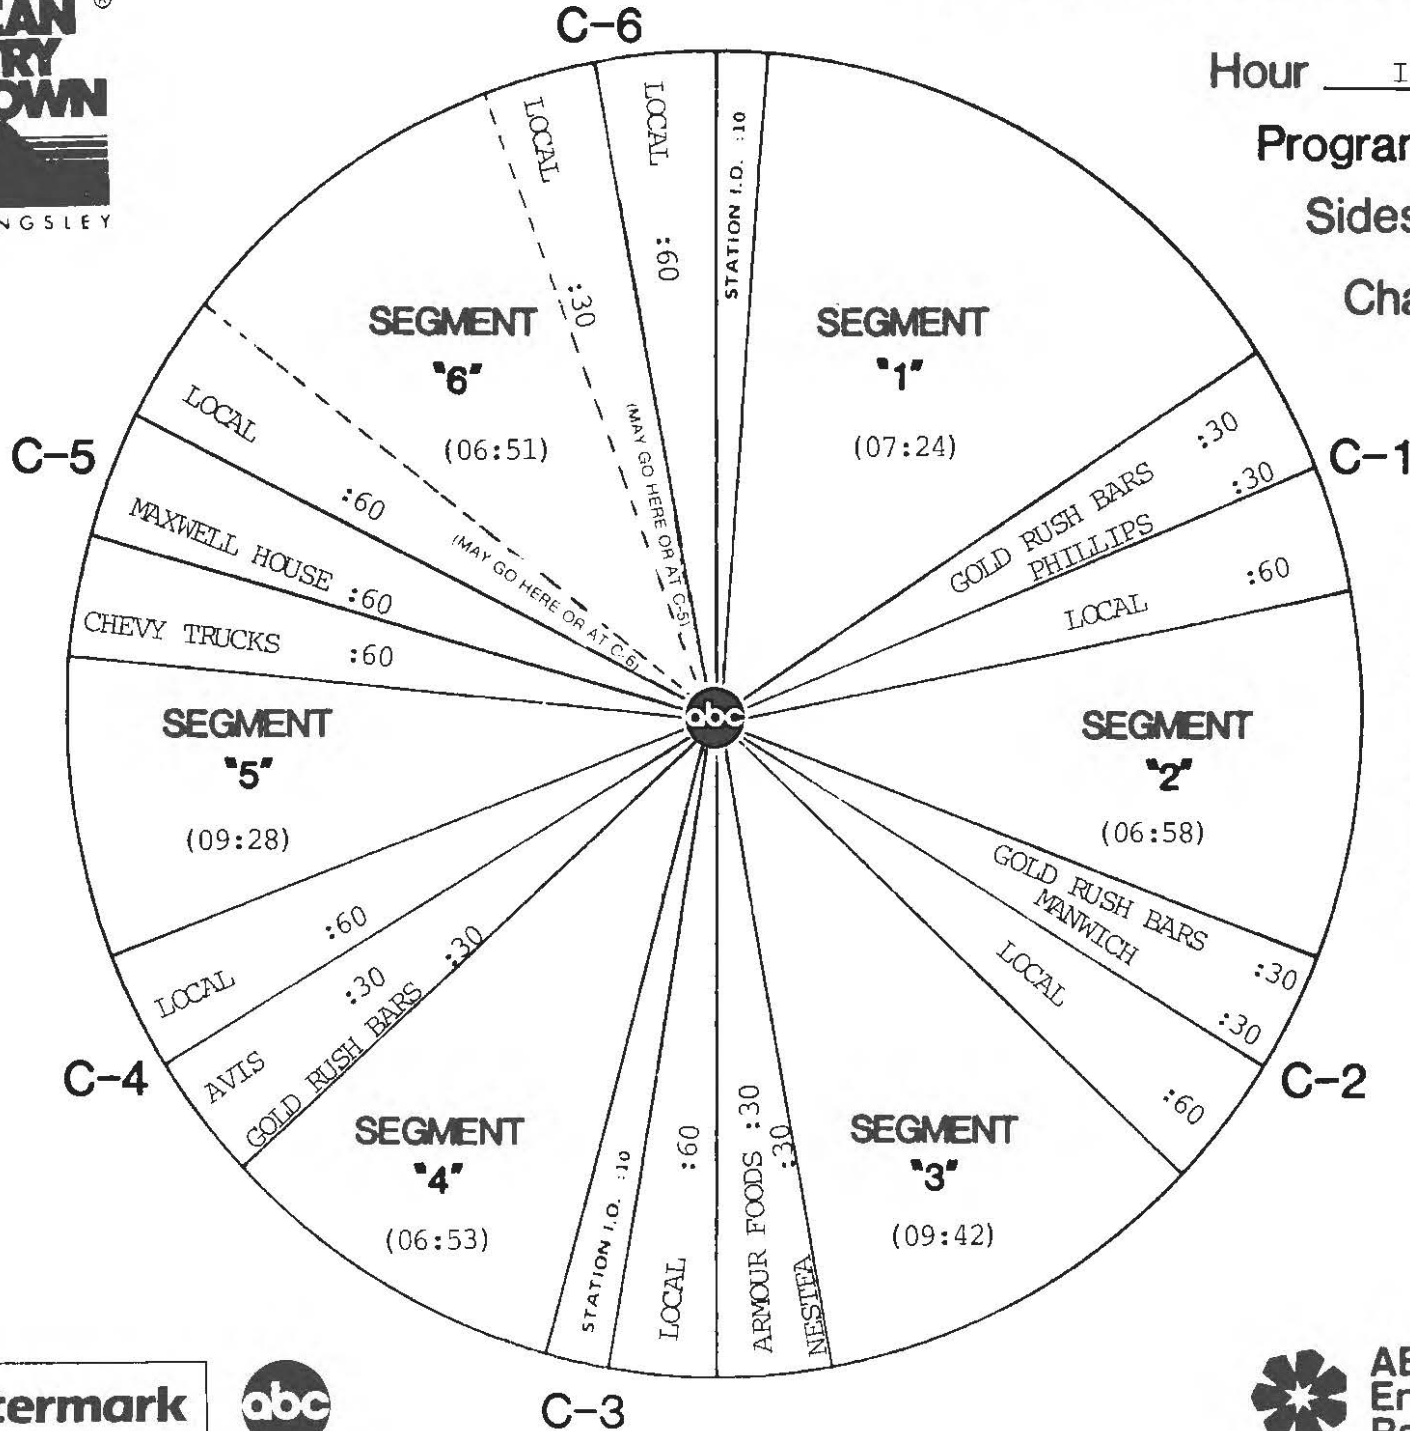 OWN
NGSLEY
C-6
Hour
SEGMENT
"1"
(07:24)
STATION I.D. :10
GOLD RUSH BARS :30
PHILLIPS :30
C-1
LOCAL :60
SEGMENT
"2"
(06:58)
GOLD RUSH BARS :30
MANWICH :30
C-2
LOCAL :60
SEGMENT
"3"
(09:42)
NESTEA :30
ARMOUR FOODS :30
C-3
LOCAL :60
STATION I.D. :10
SEGMENT
"4"
(06:53)
GOLD RUSH BARS :30
AVIS :30
C-4
LOCAL :60
SEGMENT
"5"
(09:28)
CHEVY TRUCKS :60
MAXWELL HOUSE :60
C-5
LOCAL :60
(MAY GO HERE OR AT C-6)
SEGMENT
"6"
(06:51)
LOCAL :30
(MAY GO HERE OR AT C-5)
LOCAL :60
abc
termark
abc